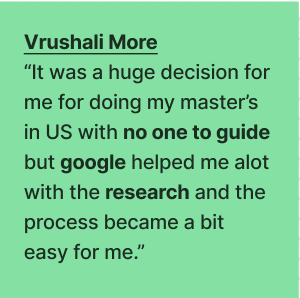 Vrushali More
“It was a huge decision for
me for doing my master’s
in US with no one to guide
but google helped me alot
with the research and the
process became a bit
easy for me.”